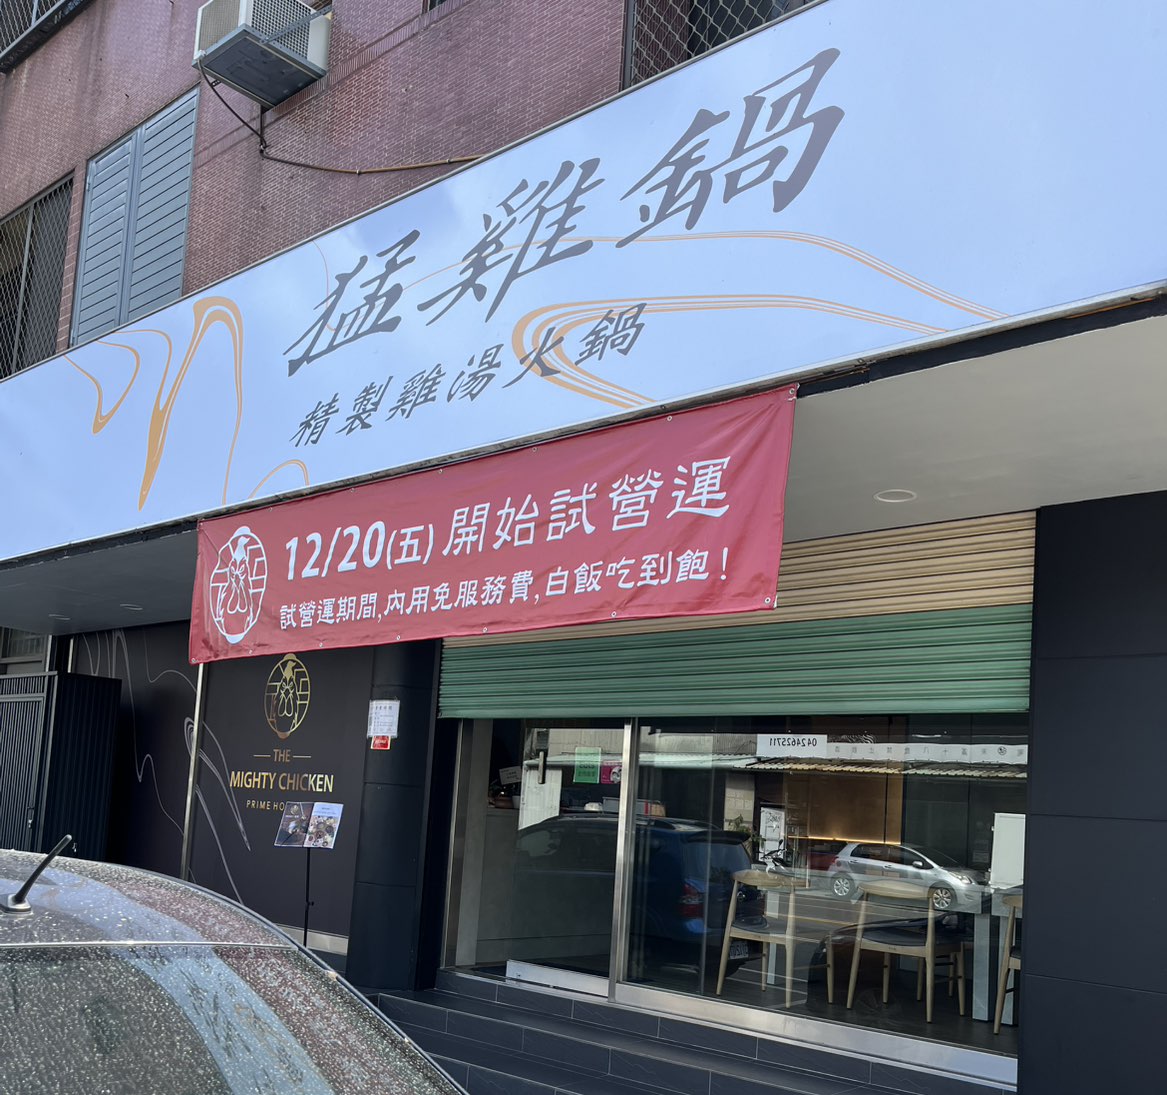 猛雞鍋
精製雞湯火鍋
12/20(五)開始試營運
試營運期間,內用免服務費,白飯吃到飽!
THE
MIGHTY CHICKEN
PRIME HO
0424625711